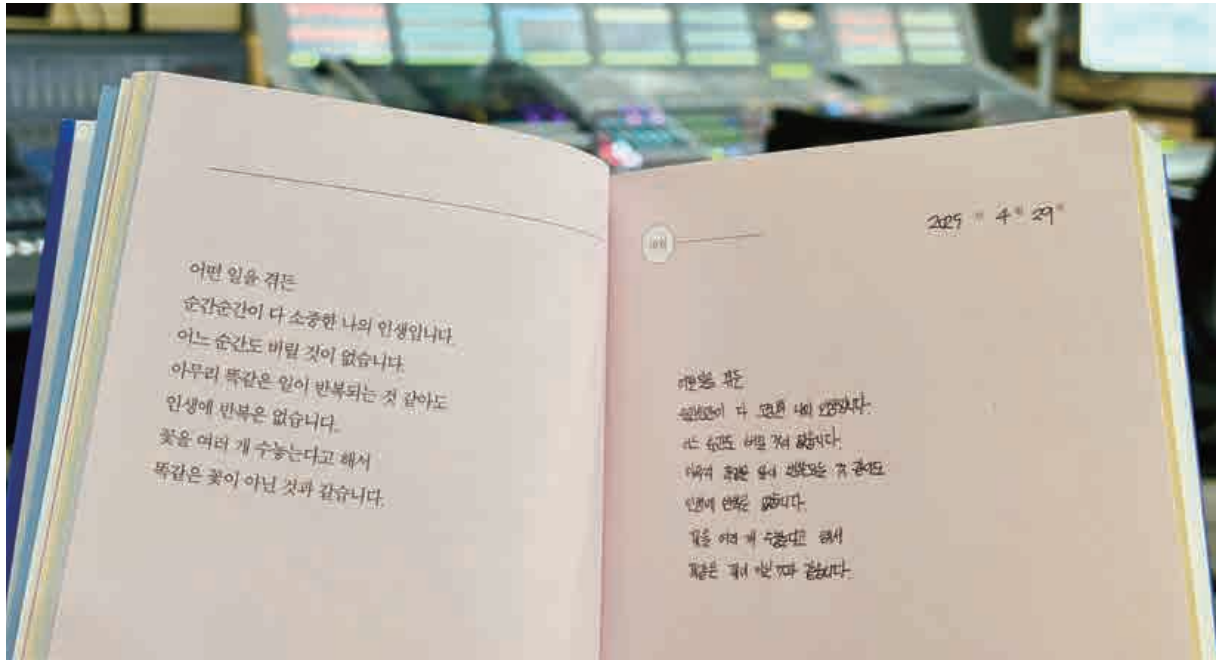 어떤 일을 겪든
순간순간이 다 소중한 나의 인생입니다.
어느 순간도 버릴 것이 없습니다.
아무리 똑같은 일이 반복되는 것 같아도
인생에 반복은 없습니다.
꽃을 여러 개 수놓는다고 해서
똑같은 꽃이 아닌 것과 같습니다.
2025 년 4 월 29 일
어떤 일을 겪든
순간순간이 다 소중한 나의 인생입니다.
어느 순간도 버릴 것이 없습니다.
아무리 똑같은 일이 반복되는 것 같아도
인생에 반복은 없습니다.
꽃을 여러 개 수놓는다고 해서
똑같은 꽃이 아닌 것과 같습니다.